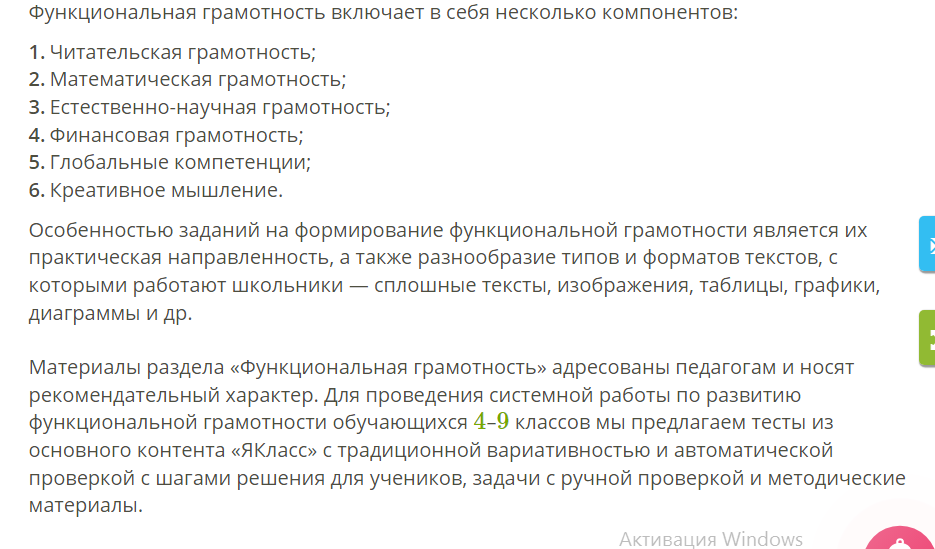 Функциональная грамотность включает в себя несколько компонентов:
1. Читательская грамотность;
2. Математическая грамотность;
3. Естественно-научная грамотность;
4. Финансовая грамотность;
5. Глобальные компетенции;
6. Креативное мышление.
Особенностью заданий на формирование функциональной грамотности является их
практическая направленность, а также разнообразие типов и форматов текстов, с
которыми работают школьники — сплошные тексты, изображения, таблицы, графики,
диаграммы и др.
Материалы раздела «Функциональная грамотность» адресованы педагогам и носят
рекомендательный характер. Для проведения системной работы по развитию
функциональной грамотности обучающихся 4–9 классов мы предлагаем тесты из
основного контента «ЯКласс» с традиционной вариативностью и автоматической
проверкой с шагами решения для учеников, задачи с ручной проверкой и методические
материалы.
Активация Windows